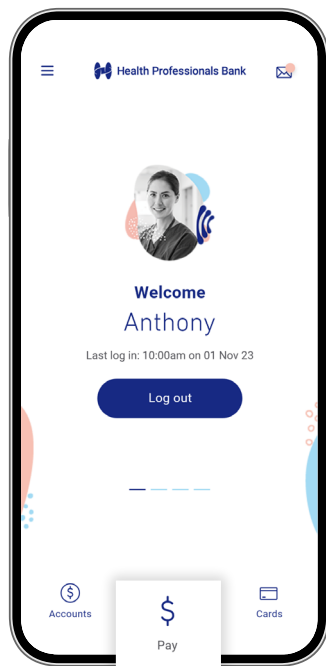 Health Professionals Bank
Welcome
Anthony
Last log in: 10:00am on 01 Nov 23
Log out
Accounts
$
Pay
Cards